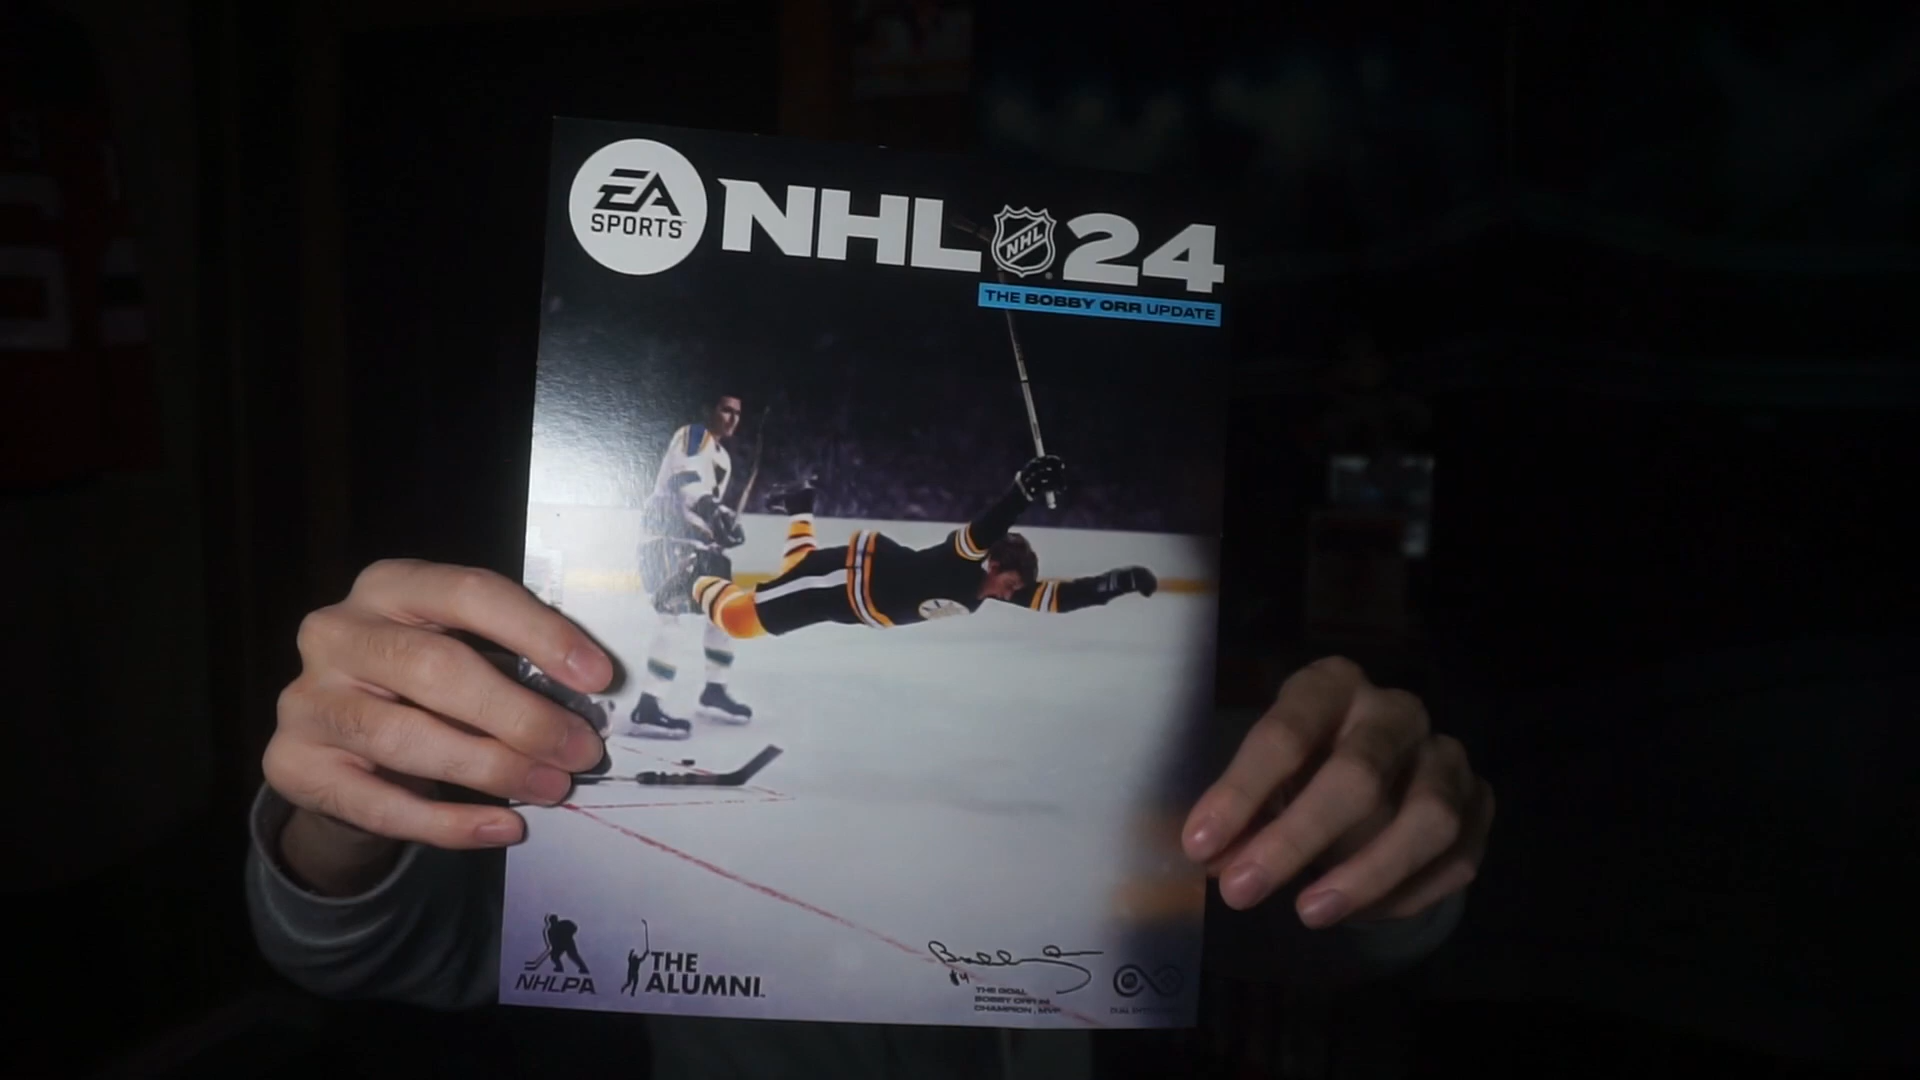 EA
SPORTS
NHL NHL 24
THE BOBBY ORR UPDATE
NHLPA
THE
ALUMNI
#4
THE GOAL
BOBBY ORR #4
CHAMPION, MVP